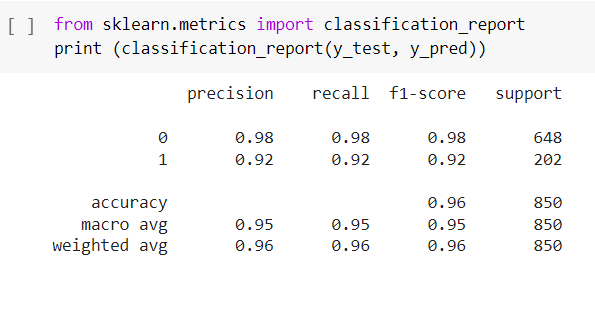 [ ] from sklearn.metrics import classification_report
print (classification_report(y_test, y_pred))
precision recall f1-score support
0 0.98 0.98 0.98 648
1 0.92 0.92 0.92 202
accuracy 0.96 850
macro avg 0.95 0.95 0.95 850
weighted avg 0.96 0.96 0.96 850